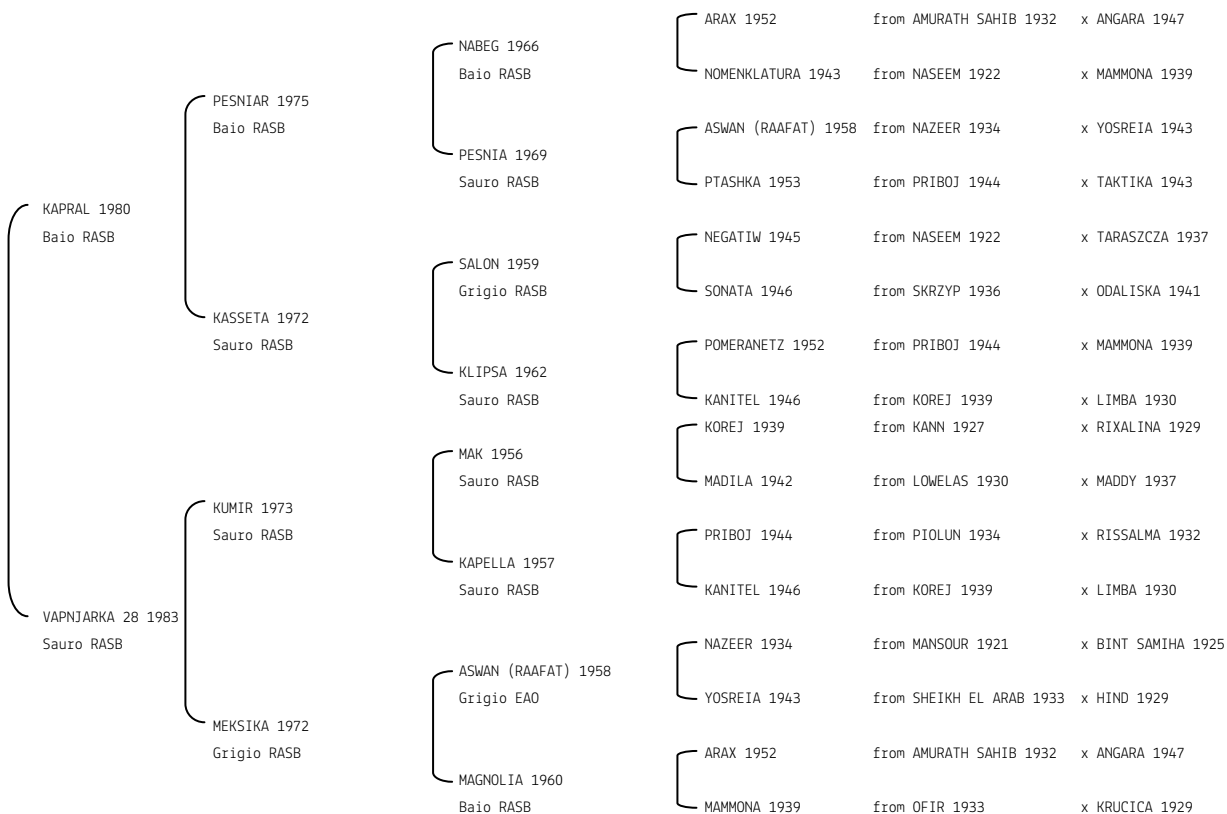 ARAX 1952 from AMURATH SAHIB 1932 x ANGARA 1947
NABEG 1966
Baio RASB NOMENKLATURA 1943 from NASEEM 1922 x MAMMONA 1939
PESNIAR 1975
Baio RASB ASWAN (RAAFAT) 1958 from NAZEER 1934 x YOSREIA 1943
PESNIA 1969
Sauro RASB PTASHKA 1953 from PRIBOJ 1944 x TAKTIKA 1943
KAPRAL 1980
Baio RASB NEGATIW 1945 from NASEEM 1922 x TARASZCZA 1937
SALON 1959
Grigio RASB SONATA 1946 from SKRZYP 1936 x ODALISKA 1941
KASSETA 1972
Sauro RASB POMERANETZ 1952 from PRIBOJ 1944 x MAMMONA 1939
KLIPSA 1962
Sauro RASB KANITEL 1946 from KOREJ 1939 x LIMBA 1930
KOREJ 1939 from KANN 1927 x RIXALINA 1929
MAK 1956
Sauro RASB MADILA 1942 from LOWELAS 1930 x MADDY 1937
KUMIR 1973
Sauro RASB PRIBOJ 1944 from PIOLUN 1934 x RISSALMA 1932
KAPELLA 1957
Sauro RASB KANITEL 1946 from KOREJ 1939 x LIMBA 1930
VAPNJARKA 28 1983
Sauro RASB NAZEER 1934 from MANSOUR 1921 x BINT SAMIHA 1925
ASWAN (RAAFAT) 1958
Grigio EAO YOSREIA 1943 from SHEIKH EL ARAB 1933 x HIND 1929
MEKSIKA 1972
Grigio RASB ARAX 1952 from AMURATH SAHIB 1932 x ANGARA 1947
MAGNOLIA 1960
Baio RASB MAMMONA 1939 from OFIR 1933 x KRUCICA 1929